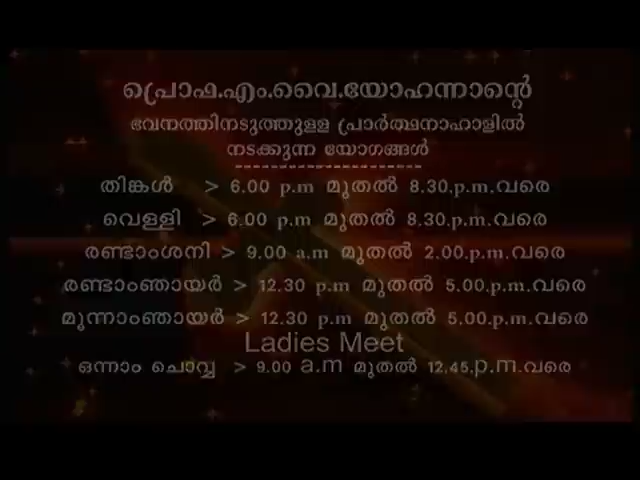 പ്രൊഫ.എം.വൈ.യോഹന്നാന്റെ
ഭവനത്തിനടുത്തുളള പ്രാർത്ഥനാഹാളിൽ
നടക്കുന്ന യോഗങ്ങൾ
--------------------
തിങ്കൾ > 6.00 p.m മുതൽ 8.30.p.m.വരെ
വെള്ളി > 6.00 p.m മുതൽ 8.30.p.m.വരെ
രണ്ടാംശനി > 9.00 a.m മുതൽ 2.00.p.m.വരെ
രണ്ടാംഞായർ > 12.30 p.m മുതൽ 5.00.p.m.വരെ
മൂന്നാംഞായർ > 12.30 p.m മുതൽ 5.00.p.m.വരെ
Ladies Meet
ഒന്നാം ചൊവ്വ > 9.00 a.m മുതൽ 12.45.p.m.വരെ